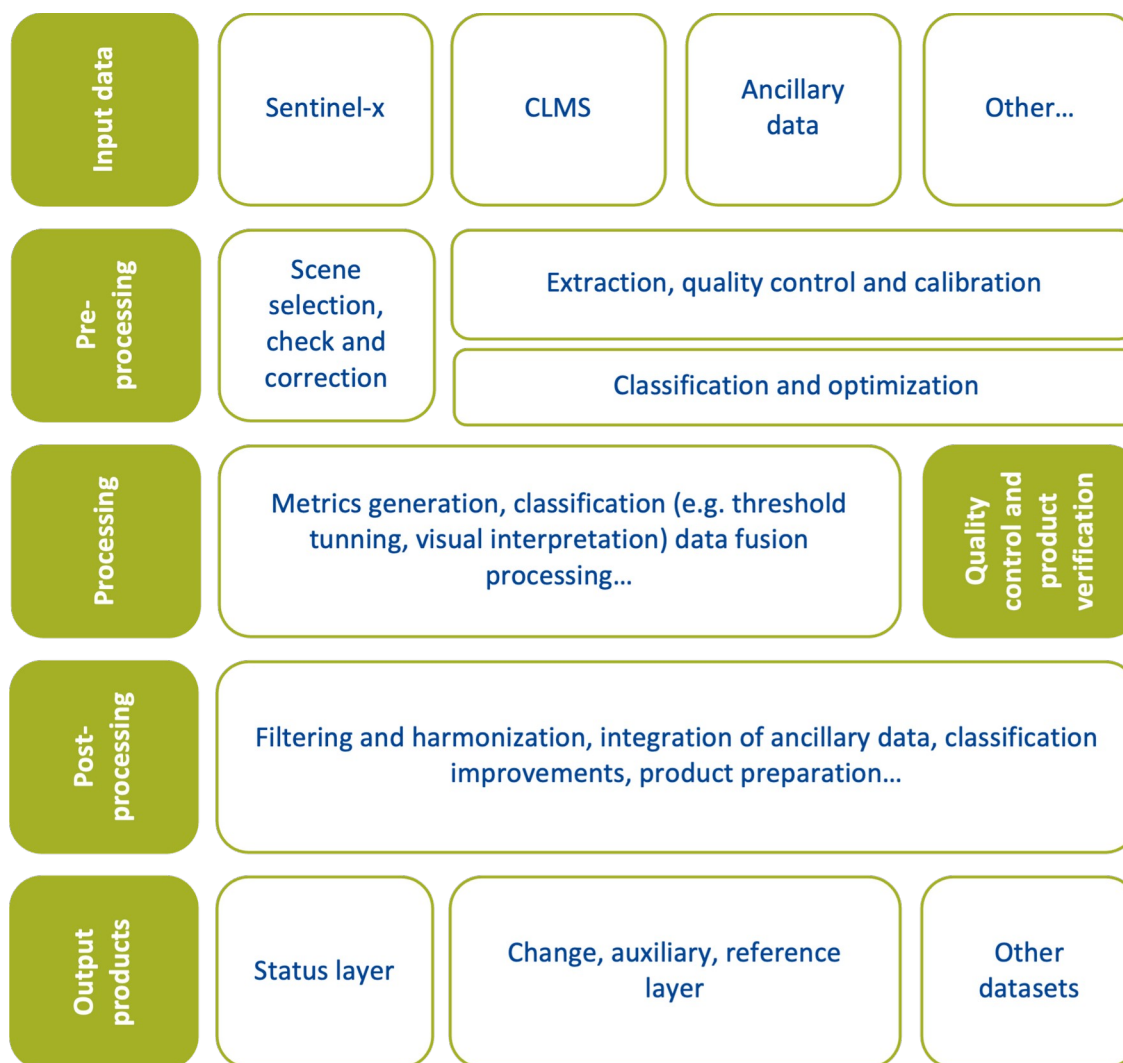 Input data
Sentinel-x
CLMS
Ancillary
data
Other...
Pre-
processing
Scene
selection,
check and
correction
Extraction, quality control and calibration
Classification and optimization
Processing
Metrics generation, classification (e.g. threshold
tunning, visual interpretation) data fusion
processing...
Quality
control and
product
verification
Post-
processing
Filtering and harmonization, integration of ancillary data, classification
improvements, product preparation...
Output
products
Status layer
Change, auxiliary, reference
layer
Other
datasets